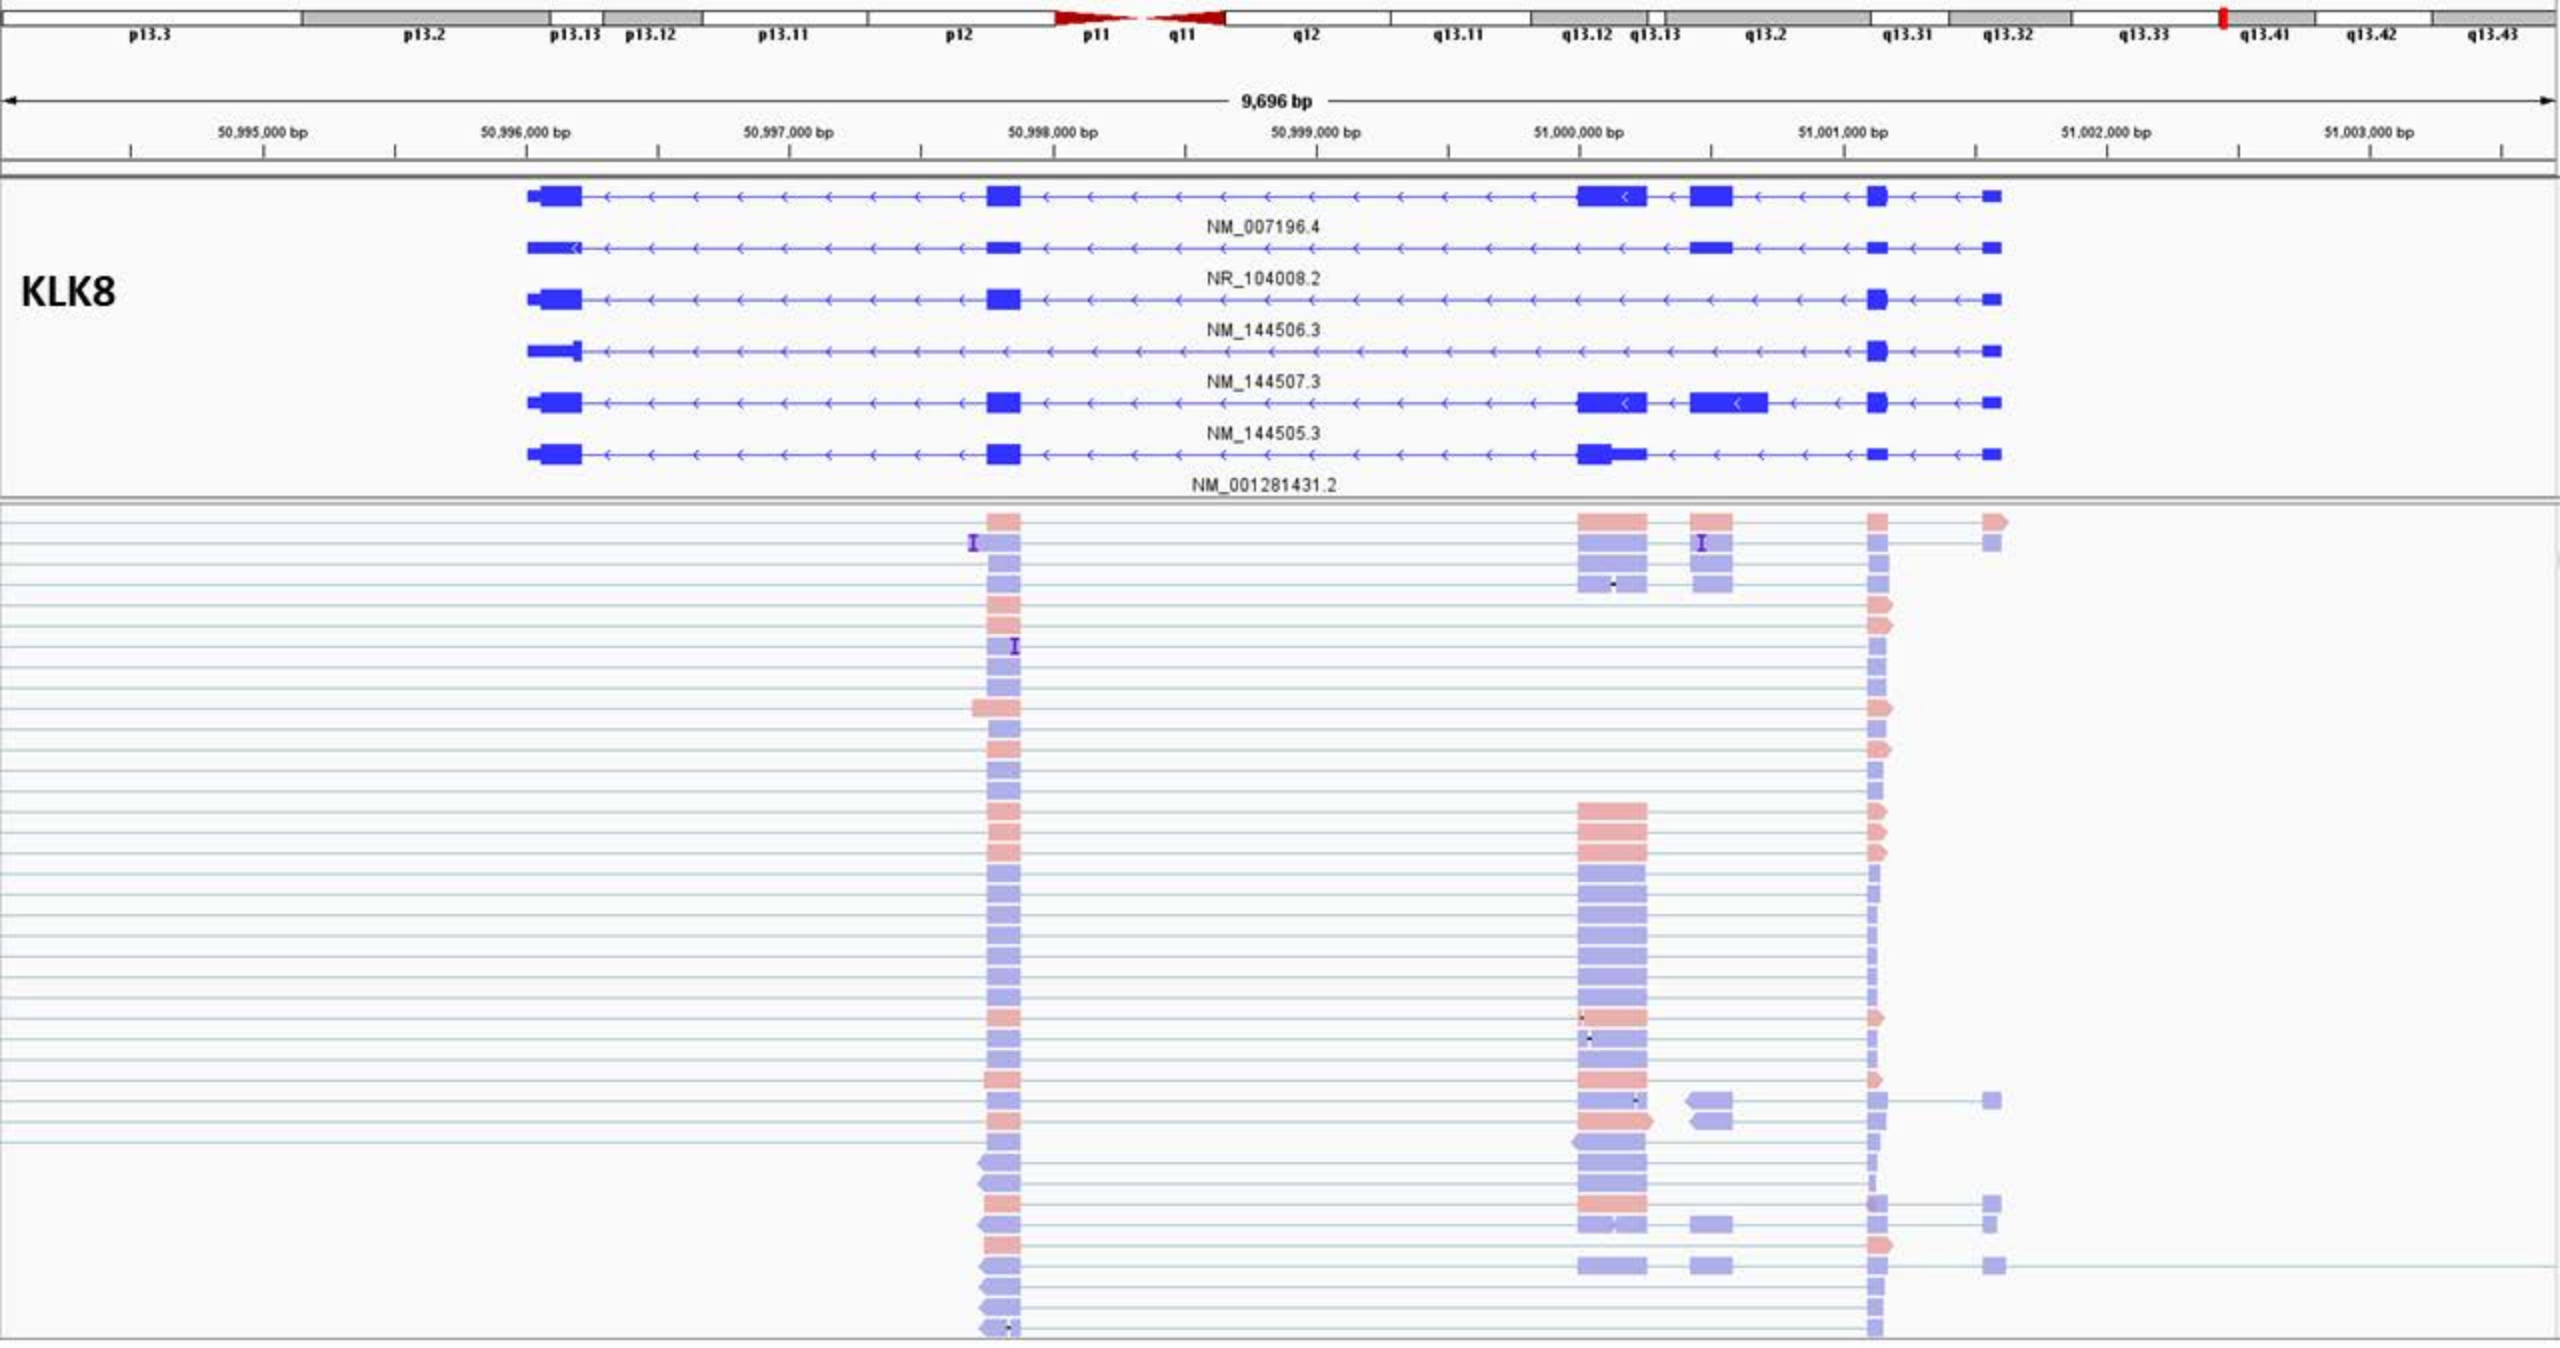 p13.3 p13.2 p13.13 p13.12 p13.11 p12 p11 q11 q12 q13.11 q13.12 q13.13 q13.2 q13.31 q13.32 q13.33 q13.41 q13.42 q13.43
9,696 bp
50,995,000 bp 50,996,000 bp 50,997,000 bp 50,998,000 bp 50,999,000 bp 51,000,000 bp 51,001,000 bp 51,002,000 bp 51,003,000 bp
NM_007196.4
NR_104008.2
KLK8
NM_144506.3
NM_144507.3
NM_144505.3
NM_001281431.2